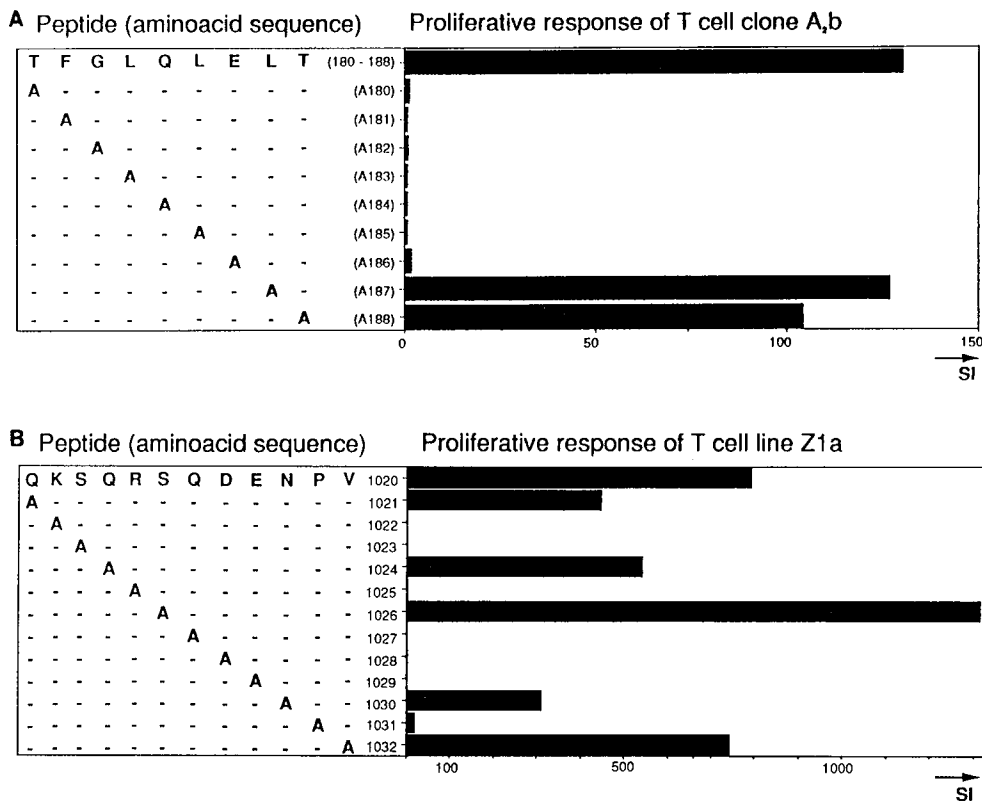 A Peptide (aminoacid sequence) Proliferative response of T cell clone A₂b
T F G L Q L E L T (180 - 188)
A - - - - - - - - (A180)
- A - - - - - - - (A181)
- - A - - - - - - (A182)
- - - A - - - - - (A183)
- - - - A - - - - (A184)
- - - - - A - - - (A185)
- - - - - - A - - (A186)
- - - - - - - A - (A187)
- - - - - - - - A (A188)
0 50 100 150
SI
B Peptide (aminoacid sequence) Proliferative response of T cell line Z1a
Q K S Q R S Q D E N P V 1020
A - - - - - - - - - - - 1021
- A - - - - - - - - - - 1022
- - A - - - - - - - - - 1023
- - - A - - - - - - - - 1024
- - - - A - - - - - - - 1025
- - - - - A - - - - - - 1026
- - - - - - A - - - - - 1027
- - - - - - - A - - - - 1028
- - - - - - - - A - - - 1029
- - - - - - - - - A - - 1030
- - - - - - - - - - A - 1031
- - - - - - - - - - - A 1032
100 500 1000
SI